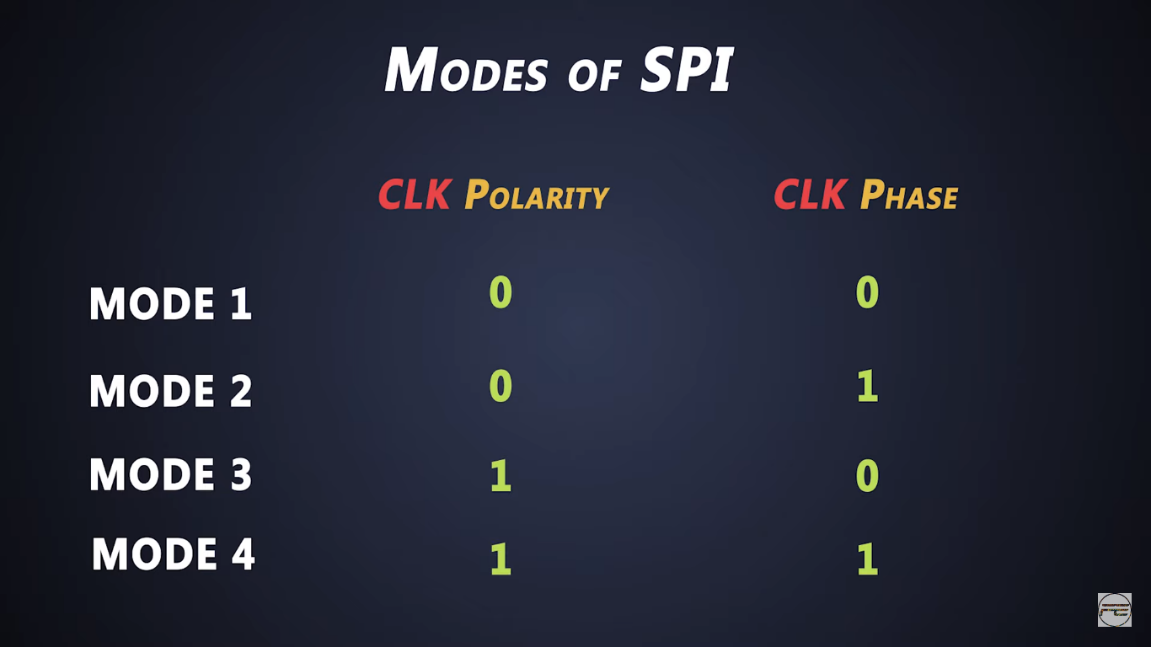 Modes of SPI
CLK Polarity CLK Phase
MODE 1 0 0
MODE 2 0 1
MODE 3 1 0
MODE 4 1 1